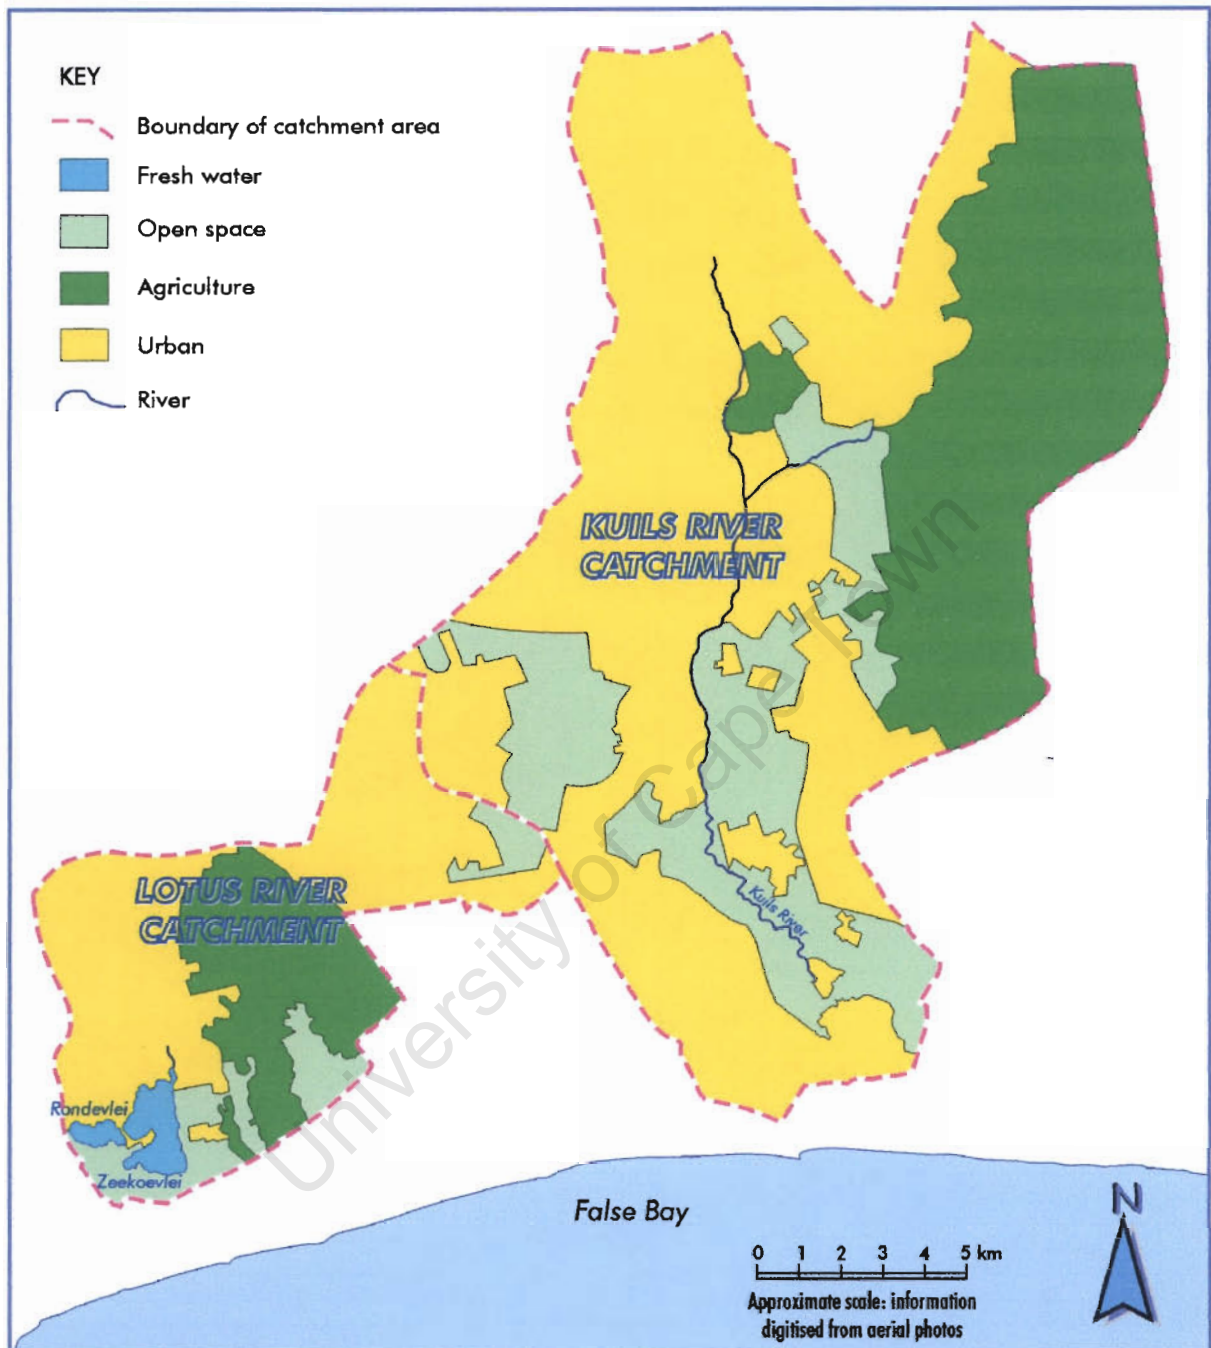 KEY
Boundary of catchment area
Fresh water
Open space
Agriculture
Urban
River
KUILS RIVER
CATCHMENT
LOTUS RIVER
CATCHMENT
Kuils River
Rondevlei
Zeekoevlei
False Bay
N
0 1 2 3 4 5 km
Approximate scale: information
digitised from aerial photos
University of Cape Town